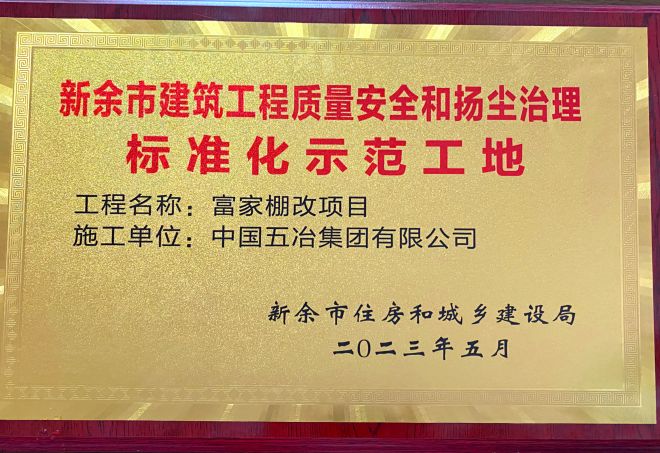 新余市建筑工程质量安全和扬尘治理
标准化示范工地
工程名称：富家棚改项目
施工单位：中国五冶集团有限公司
新余市住房和城乡建设局
二〇二三年五月